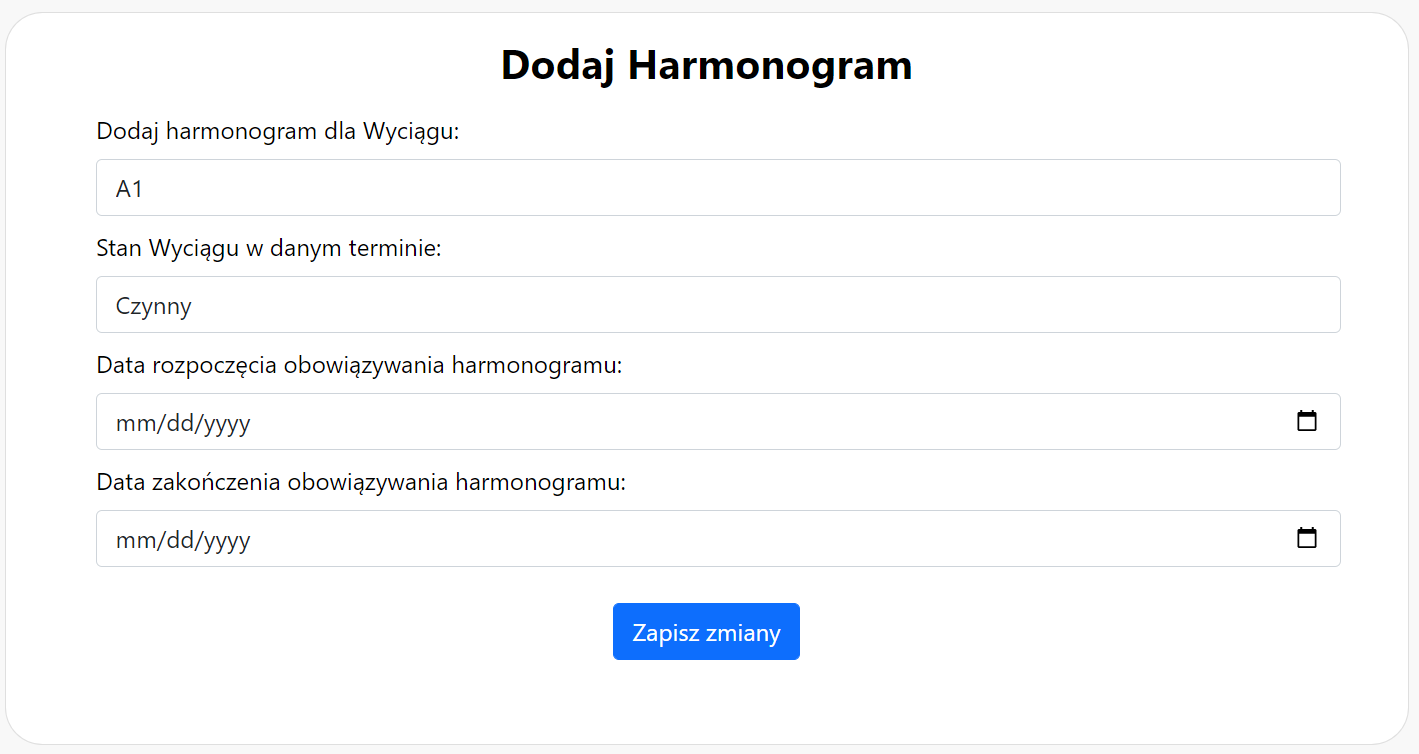 Dodaj Harmonogram
Dodaj harmonogram dla Wyciągu:
A1
Stan Wyciągu w danym terminie:
Czynny
Data rozpoczęcia obowiązywania harmonogramu:
mm/dd/yyyy
Data zakończenia obowiązywania harmonogramu:
mm/dd/yyyy
Zapisz zmiany